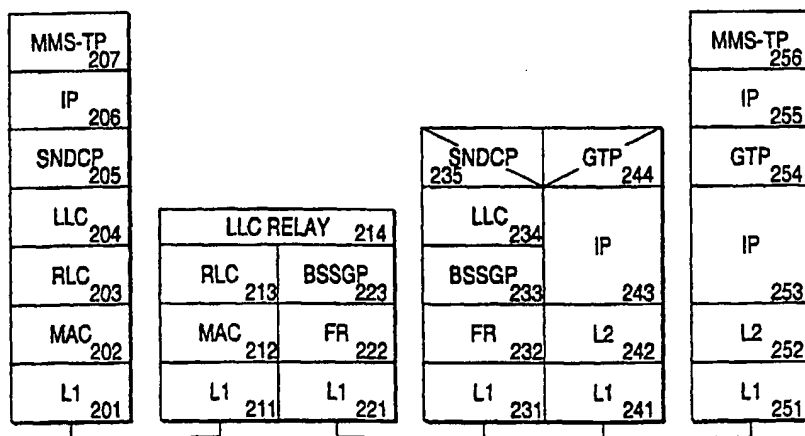 MMS-TP
207
IP
206
SNDCP
205
LLC
204
RLC
203
MAC
202
L1
201
LLC RELAY 214
RLC
213
BSSGP
223
MAC
212
FR
222
L1
211
L1
221
SNDCP
235
GTP
244
LLC
234
IP
243
BSSGP
233
FR
232
L2
242
L1
231
L1
241
MMS-TP
256
IP
255
GTP
254
IP
253
L2
252
L1
251